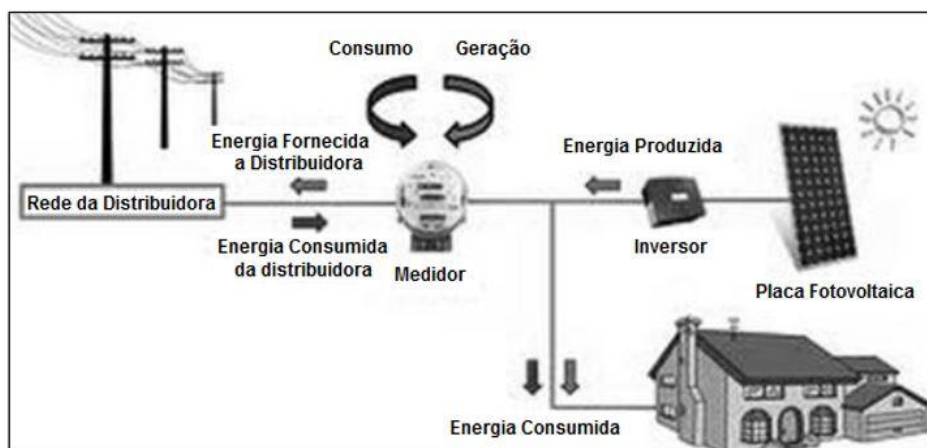 Consumo
Geração
Energia Fornecida
a Distribuidora
Energia Produzida
Rede da Distribuidora
Energia Consumida
da distribuidora
Medidor
Inversor
Placa Fotovoltaica
Energia Consumida